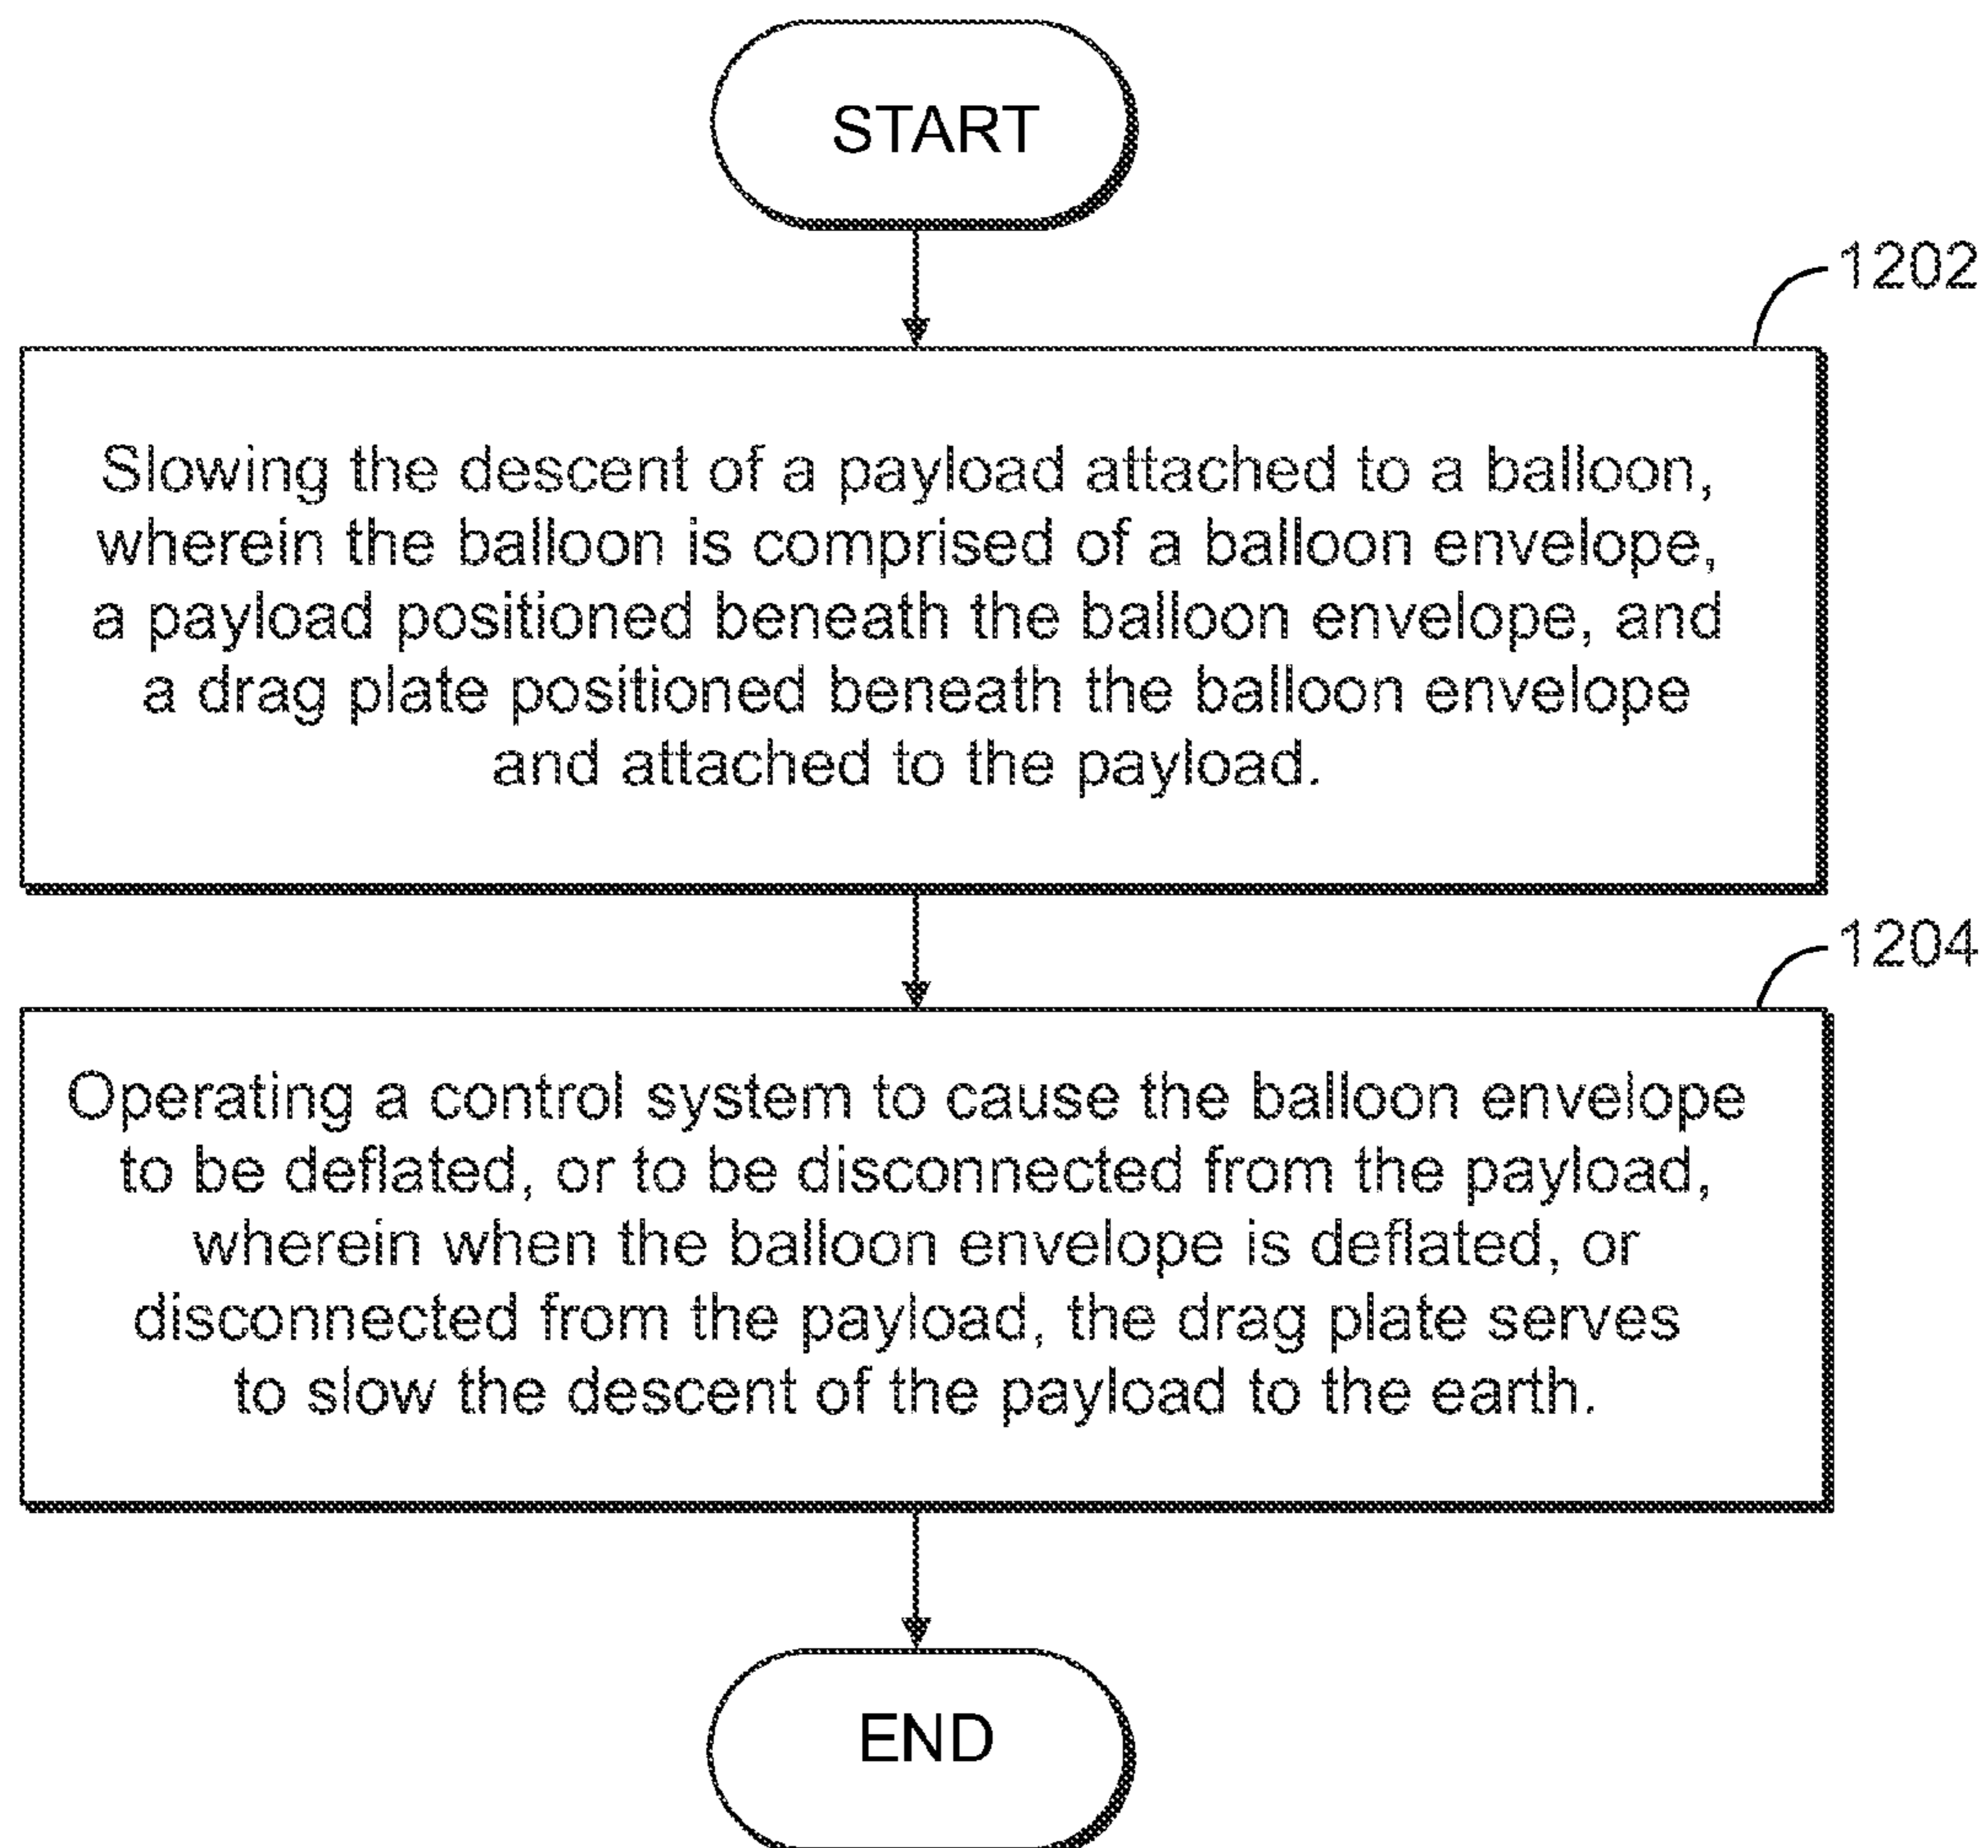 START
1202
Slowing the descent of a payload attached to a balloon,
wherein the balloon is comprised of a balloon envelope,
a payload positioned beneath the balloon envelope, and
a drag plate positioned beneath the balloon envelope
and attached to the payload.
1204
Operating a control system to cause the balloon envelope
to be deflated, or to be disconnected from the payload,
wherein when the balloon envelope is deflated, or
disconnected from the payload, the drag plate serves
to slow the descent of the payload to the earth.
END